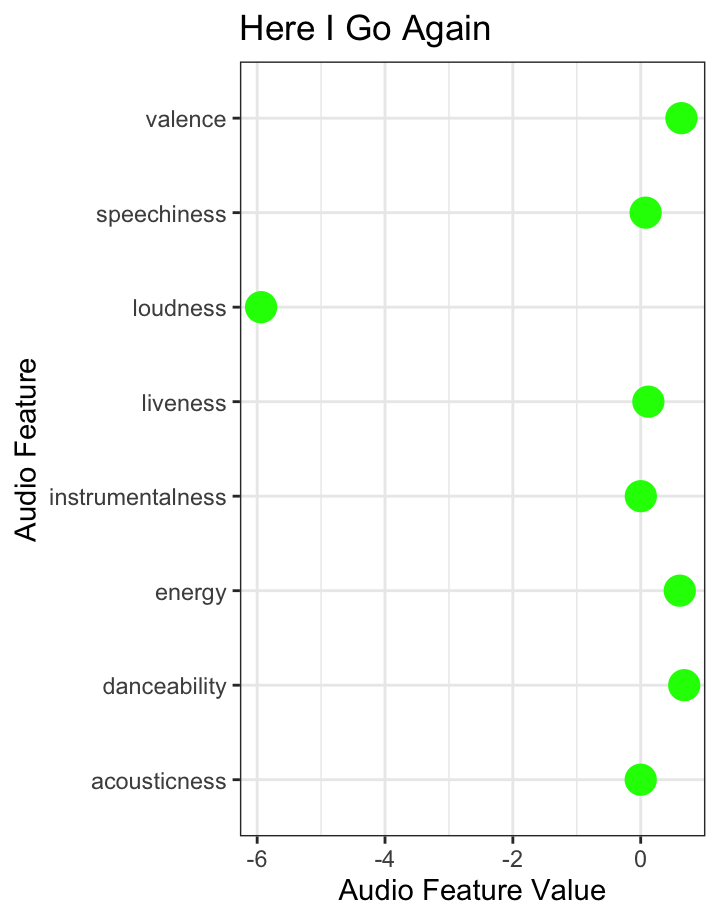 Here I Go Again
valence
speechiness
loudness
liveness
instrumentalness
energy
danceability
acousticness
Audio Feature
-6 -4 -2 0
Audio Feature Value